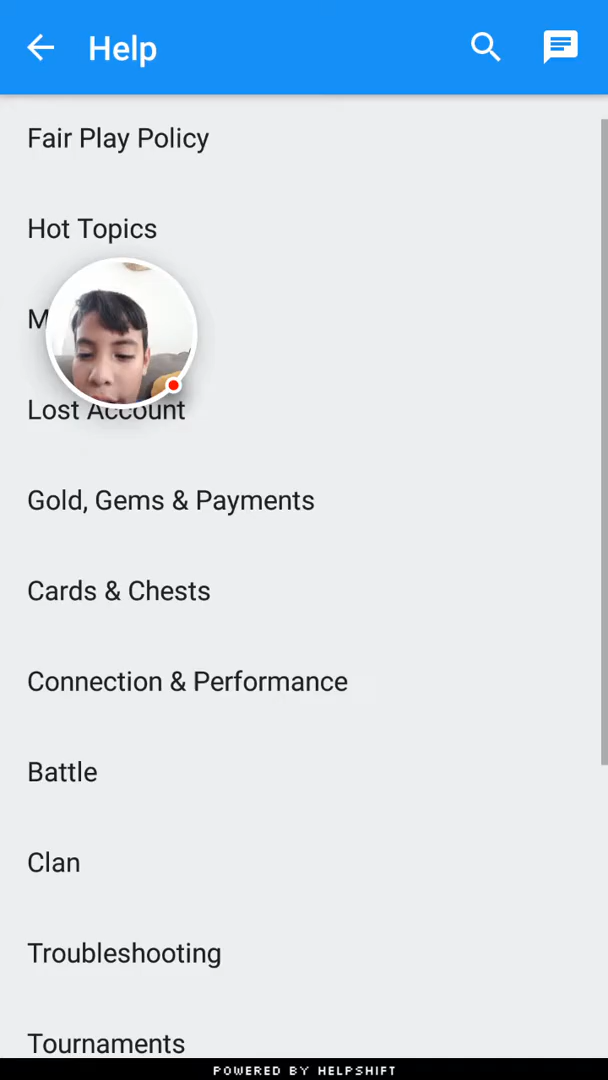 Help
Fair Play Policy
Hot Topics
Lost Account
Gold, Gems & Payments
Cards & Chests
Connection & Performance
Battle
Clan
Troubleshooting
Tournaments
POWERED BY HELPSHIFT